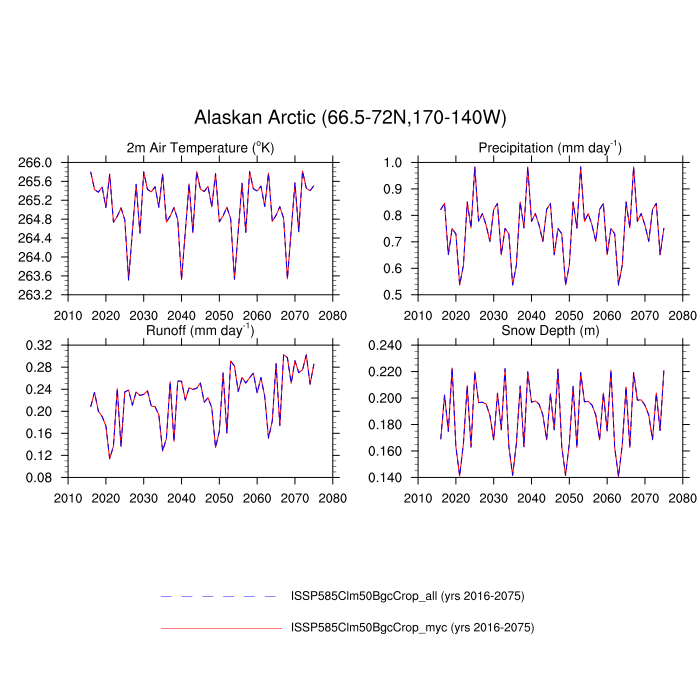 Alaskan Arctic (66.5-72N,170-140W)
2m Air Temperature (°K)
266.0
265.6
265.2
264.8
264.4
264.0
263.6
263.2
2010 2020 2030 2040 2050 2060 2070 2080
Precipitation (mm day⁻¹)
1.0
0.9
0.8
0.7
0.6
0.5
2010 2020 2030 2040 2050 2060 2070 2080
Runoff (mm day⁻¹)
0.32
0.28
0.24
0.20
0.16
0.12
0.08
2010 2020 2030 2040 2050 2060 2070 2080
Snow Depth (m)
0.240
0.220
0.200
0.180
0.160
0.140
2010 2020 2030 2040 2050 2060 2070 2080
ISSP585Clm50BgcCrop_all (yrs 2016-2075)
ISSP585Clm50BgcCrop_myc (yrs 2016-2075)